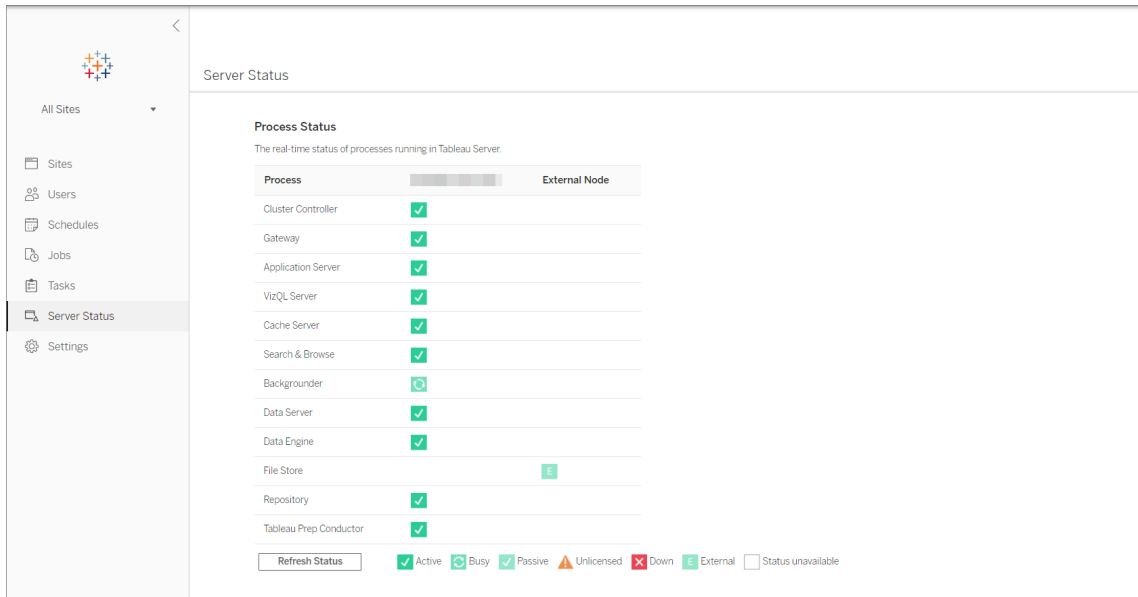 Server Status
All Sites
Sites
Users
Schedules
Jobs
Tasks
Server Status
Settings
Process Status
The real-time status of processes running in Tableau Server.
Process External Node
Cluster Controller
Gateway
Application Server
VizQL Server
Cache Server
Search & Browse
Backgrounder
Data Server
Data Engine
File Store E
Repository
Tableau Prep Conductor
Refresh Status Active Busy Passive Unlicensed Down E External Status unavailable